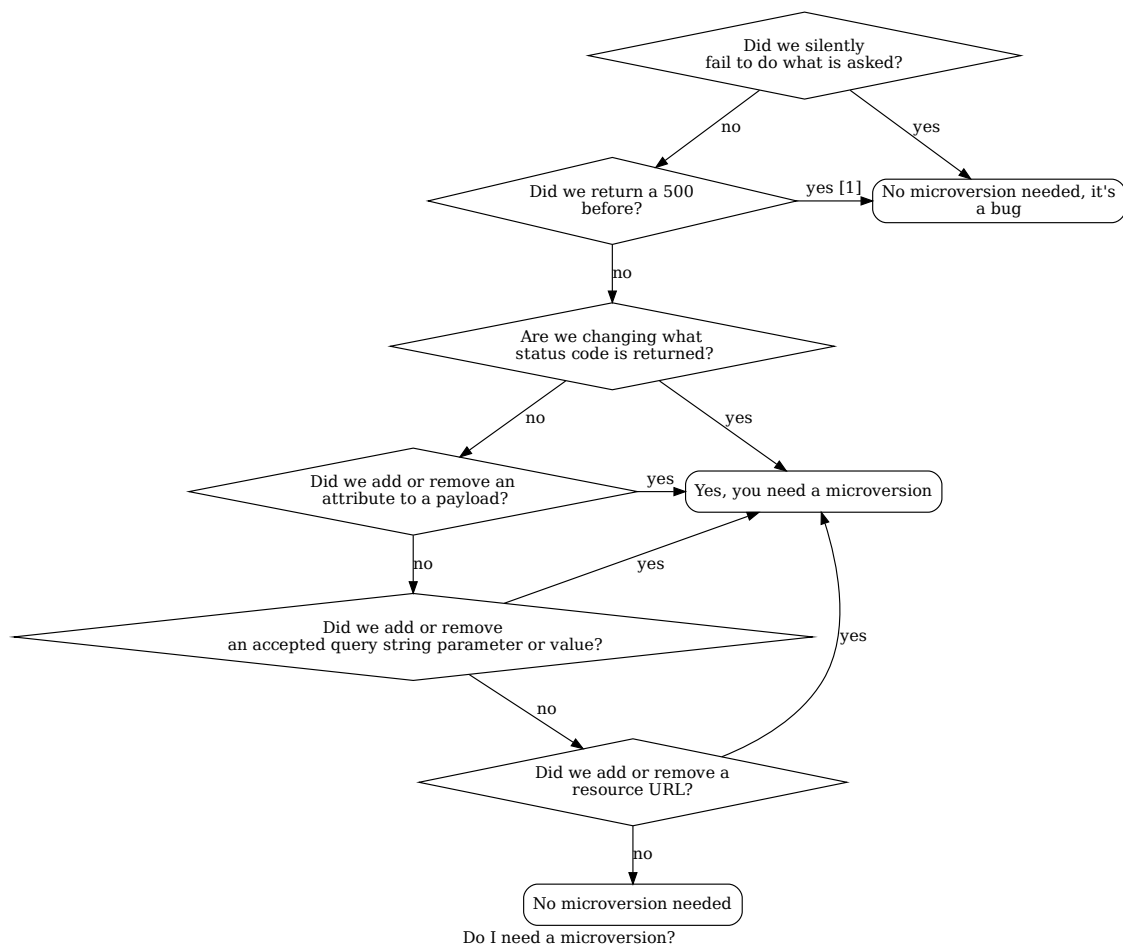 Did we silently
fail to do what is asked?
no
yes
Did we return a 500
before?
yes [1]
No microversion needed, it's
a bug
no
Are we changing what
status code is returned?
no
yes
Did we add or remove an
attribute to a payload?
yes
Yes, you need a microversion
no
yes
Did we add or remove
an accepted query string parameter or value?
yes
no
Did we add or remove a
resource URL?
no
No microversion needed
Do I need a microversion?